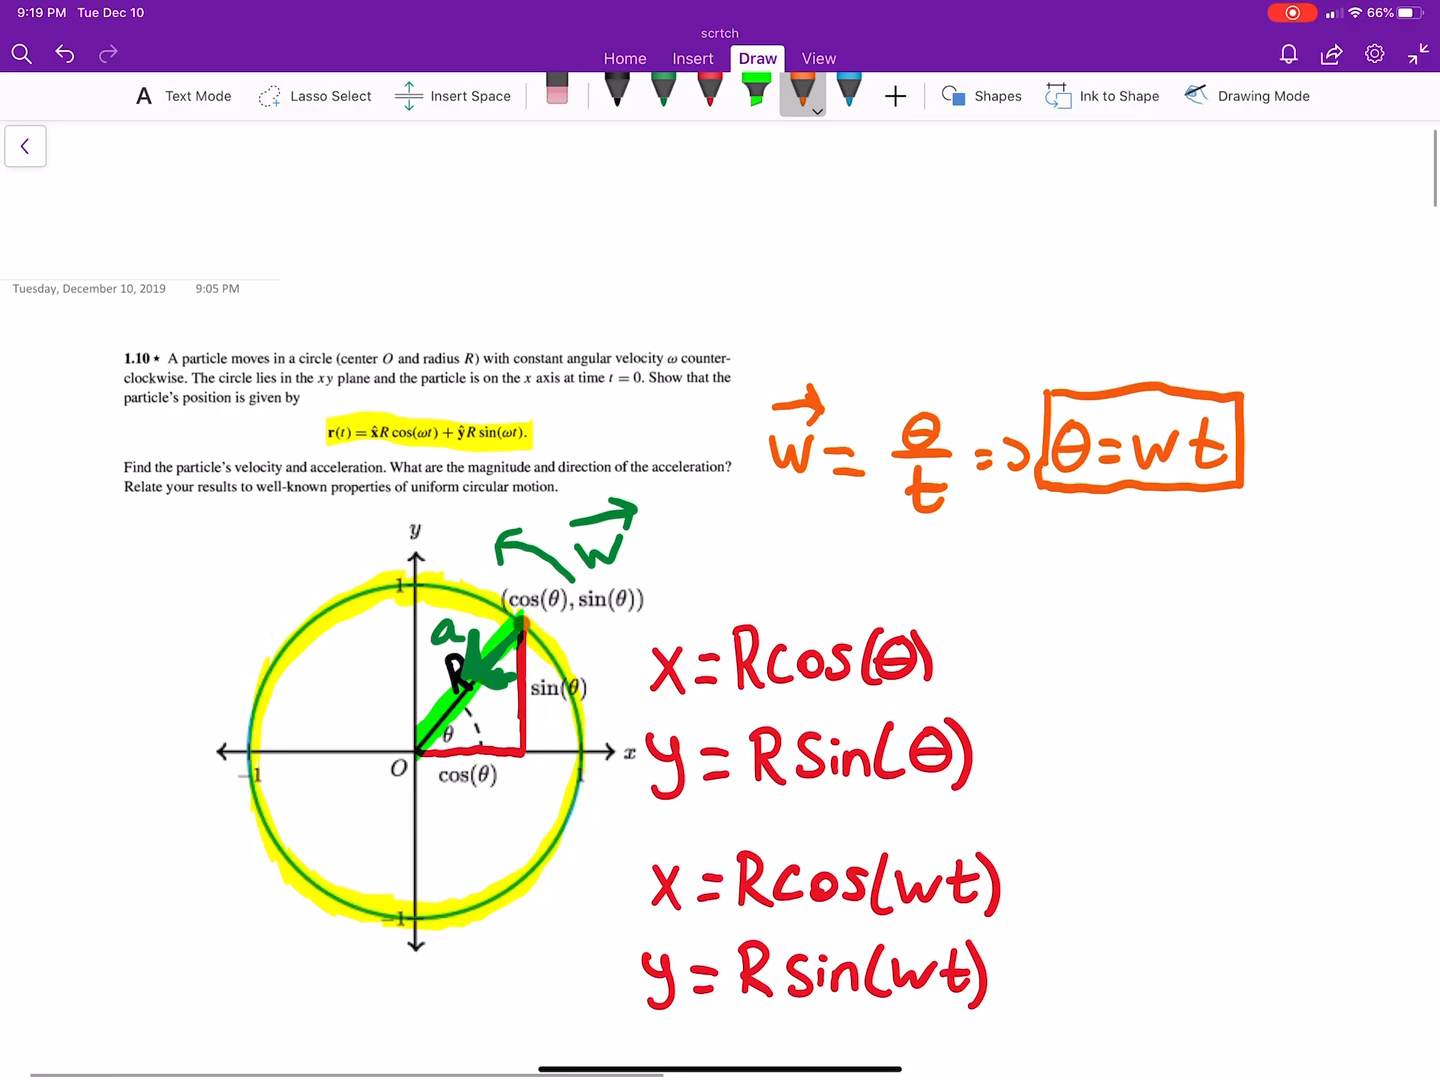 9:19 PM Tue Dec 10
66%
scrtch
Home Insert Draw View
Text Mode Lasso Select Insert Space Shapes Ink to Shape Drawing Mode
Tuesday, December 10, 2019 9:05 PM
1.10 ⋆ A particle moves in a circle (center O and radius R) with constant angular velocity ω counter-
clockwise. The circle lies in the xy plane and the particle is on the x axis at time t = 0. Show that the
particle's position is given by
r(t) = x̂R cos(ωt) + ŷR sin(ωt).
Find the particle's velocity and acceleration. What are the magnitude and direction of the acceleration?
Relate your results to well-known properties of uniform circular motion.
w = θ/t => θ = wt
y
w
1
(cos(θ), sin(θ))
a
R
sin(θ)
θ
x
-1
O
cos(θ)
1
-1
x = Rcos(θ)
y = Rsin(θ)
x = Rcos(wt)
y = Rsin(wt)